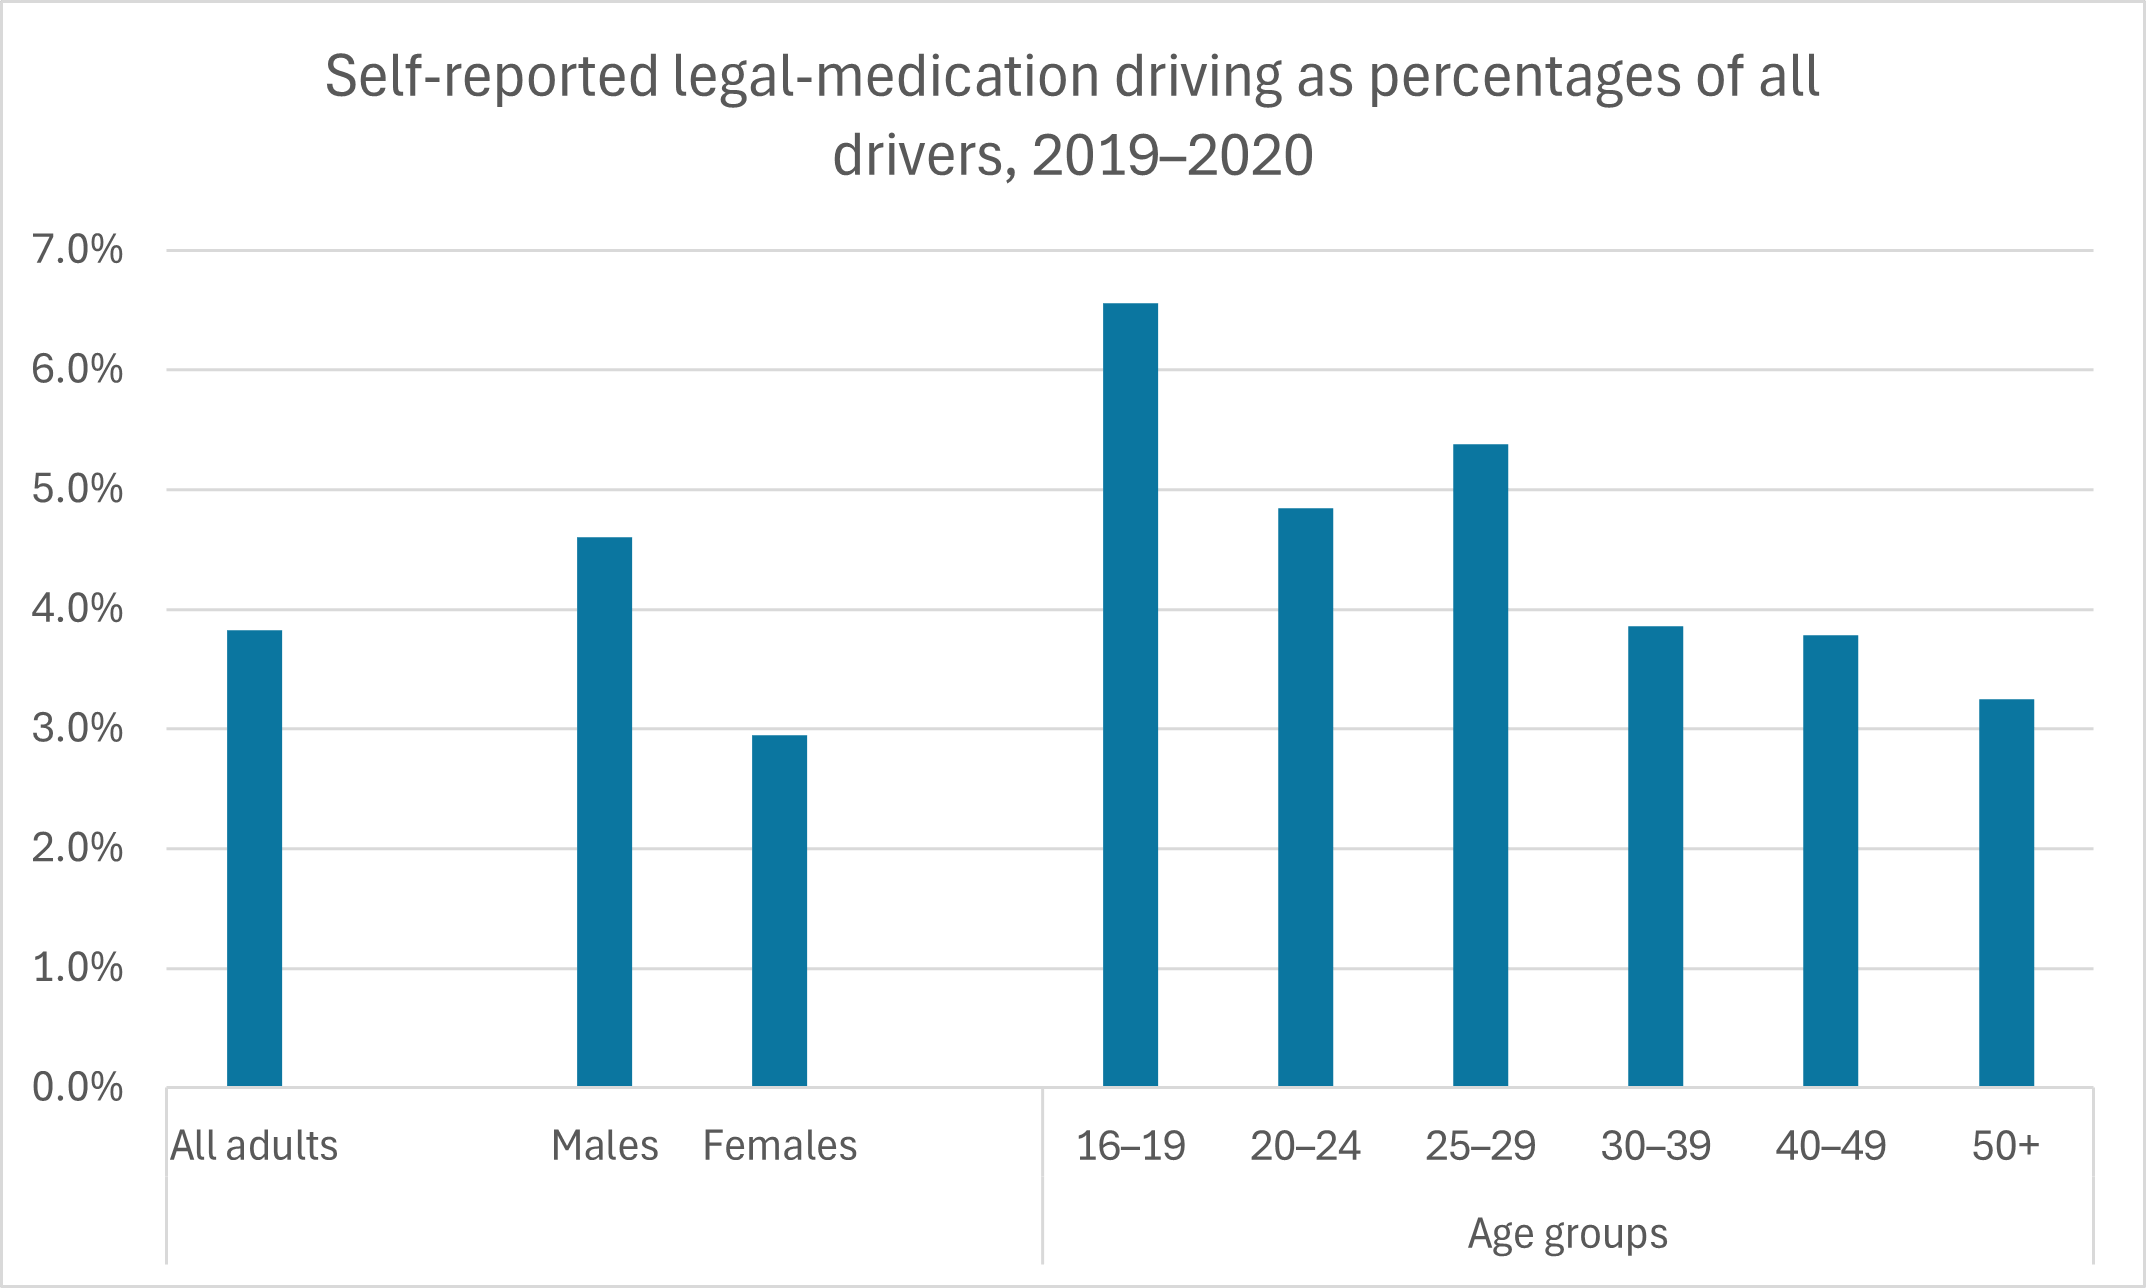 Self-reported legal-medication driving as percentages of all
drivers, 2019–2020
7.0%
6.0%
5.0%
4.0%
3.0%
2.0%
1.0%
0.0%
All adults Males Females 16–19 20–24 25–29 30–39 40–49 50+
Age groups